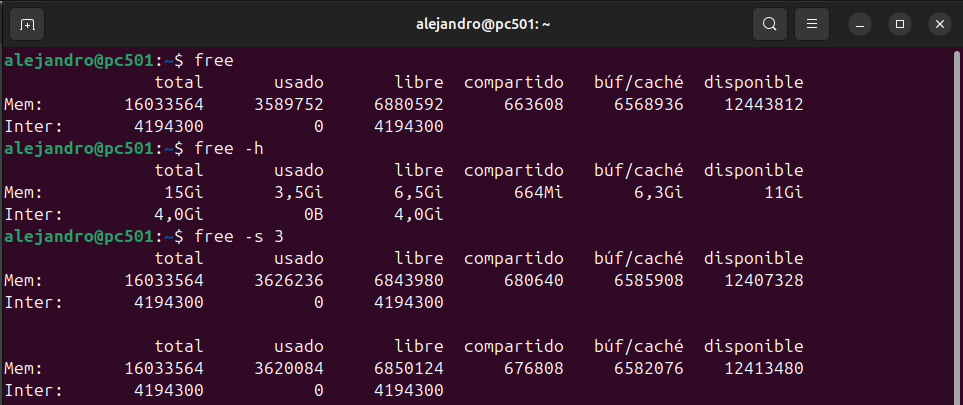 alejandro@pc501: ~
alejandro@pc501:~$ free
total usado libre compartido búf/caché disponible
Mem: 16033564 3589752 6880592 663608 6568936 12443812
Inter: 4194300 0 4194300
alejandro@pc501:~$ free -h
total usado libre compartido búf/caché disponible
Mem: 15Gi 3,5Gi 6,5Gi 664Mi 6,3Gi 11Gi
Inter: 4,0Gi 0B 4,0Gi
alejandro@pc501:~$ free -s 3
total usado libre compartido búf/caché disponible
Mem: 16033564 3626236 6843980 680640 6585908 12407328
Inter: 4194300 0 4194300
total usado libre compartido búf/caché disponible
Mem: 16033564 3620084 6850124 676808 6582076 12413480
Inter: 4194300 0 4194300